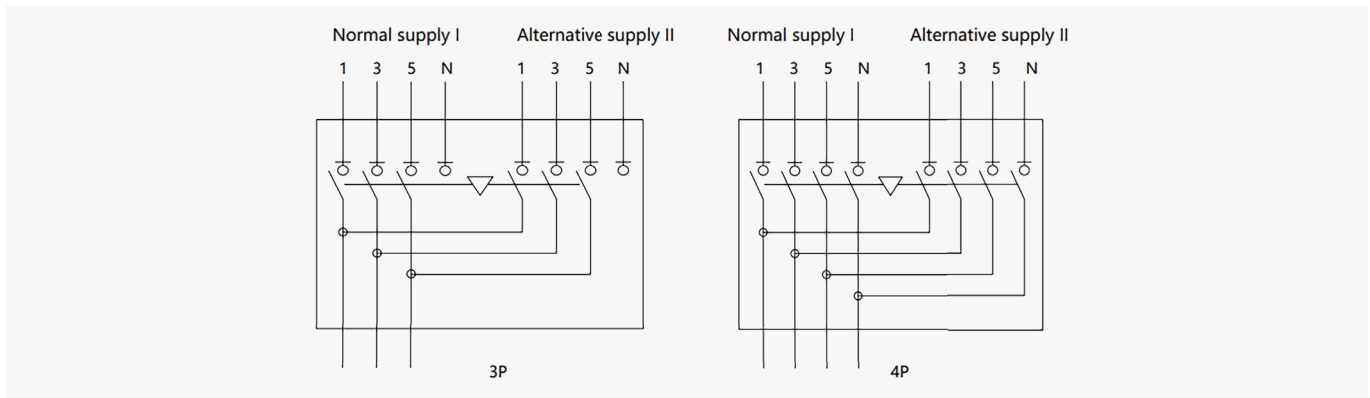 Normal supply I Alternative supply II Normal supply I Alternative supply II
1 3 5 N 1 3 5 N 1 3 5 N 1 3 5 N
3P 4P